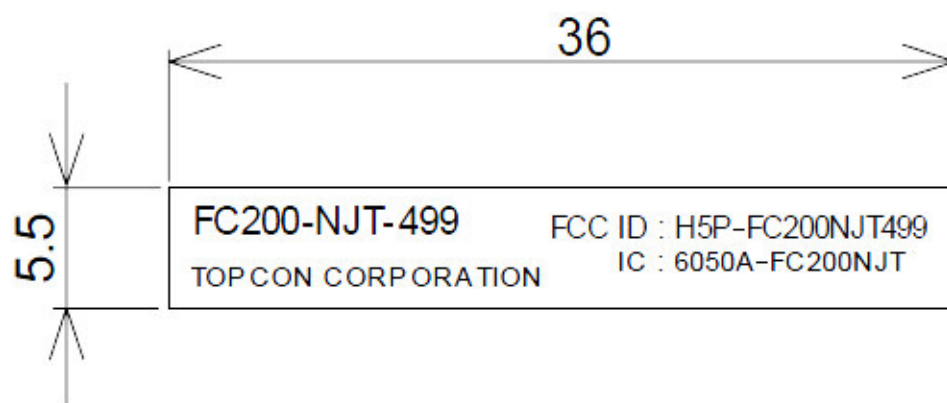 36
5.5
FC200-NJT-499
TOPCON CORPORATION
FCC ID : H5P-FC200NJT499
IC : 6050A-FC200NJT